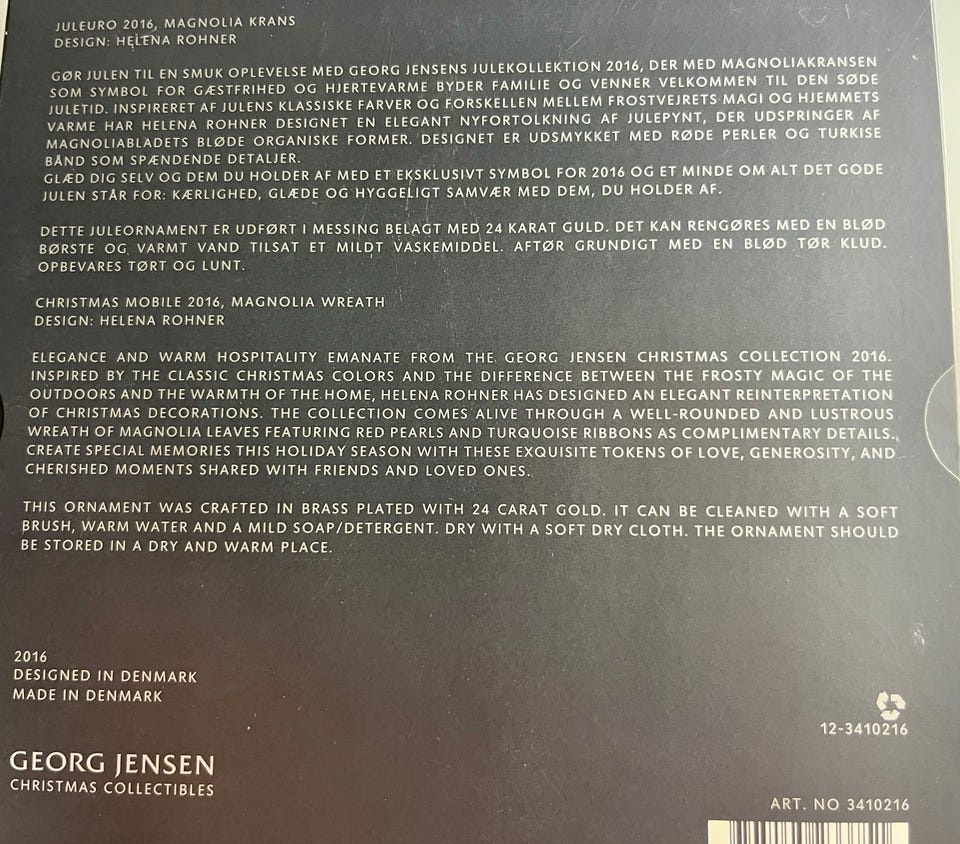 JULEURO 2016, MAGNOLIA KRANS
DESIGN: HELENA ROHNER
GØR JULEN TIL EN SMUK OPLEVELSE MED GEORG JENSENS JULEKOLLEKTION 2016, DER MED MAGNOLIAKRANSEN
SOM SYMBOL FOR GÆSTFRIHED OG HJERTEVARME BYDER FAMILIE OG VENNER VELKOMMEN TIL DEN SØDE
JULETID. INSPIRERET AF JULENS KLASSISKE FARVER OG FORSKELLEN MELLEM FROSTVEJRETS MAGI OG HJEMMETS
VARME HAR HELENA ROHNER DESIGNET EN ELEGANT NYFORTOLKNING AF JULEPYNT, DER UDSPRINGER AF
MAGNOLIABLADETS BLØDE ORGANISKE FORMER. DESIGNET ER UDSMYKKET MED RØDE PERLER OG TURKISE
BÅND SOM SPÆNDENDE DETALJER.
GLÆD DIG SELV OG DEM DU HOLDER AF MED ET EKSKLUSIVT SYMBOL FOR 2016 OG ET MINDE OM ALT DET GODE
JULEN STÅR FOR: KÆRLIGHED, GLÆDE OG HYGGELIGT SAMVÆR MED DEM, DU HOLDER AF.
DETTE JULEORNAMENT ER UDFØRT I MESSING BELAGT MED 24 KARAT GULD. DET KAN RENGØRES MED EN BLØD
BØRSTE OG VARMT VAND TILSAT ET MILDT VASKEMIDDEL. AFTØR GRUNDIGT MED EN BLØD TØR KLUD.
OPBEVARES TØRT OG LUNT.
CHRISTMAS MOBILE 2016, MAGNOLIA WREATH
DESIGN: HELENA ROHNER
ELEGANCE AND WARM HOSPITALITY EMANATE FROM THE GEORG JENSEN CHRISTMAS COLLECTION 2016.
INSPIRED BY THE CLASSIC CHRISTMAS COLORS AND THE DIFFERENCE BETWEEN THE FROSTY MAGIC OF THE
OUTDOORS AND THE WARMTH OF THE HOME, HELENA ROHNER HAS DESIGNED AN ELEGANT REINTERPRETATION
OF CHRISTMAS DECORATIONS. THE COLLECTION COMES ALIVE THROUGH A WELL-ROUNDED AND LUSTROUS
WREATH OF MAGNOLIA LEAVES FEATURING RED PEARLS AND TURQUOISE RIBBONS AS COMPLIMENTARY DETAILS.
CREATE SPECIAL MEMORIES THIS HOLIDAY SEASON WITH THESE EXQUISITE TOKENS OF LOVE, GENEROSITY, AND
CHERISHED MOMENTS SHARED WITH FRIENDS AND LOVED ONES.
THIS ORNAMENT WAS CRAFTED IN BRASS PLATED WITH 24 CARAT GOLD. IT CAN BE CLEANED WITH A SOFT
BRUSH, WARM WATER AND A MILD SOAP/DETERGENT. DRY WITH A SOFT DRY CLOTH. THE ORNAMENT SHOULD
BE STORED IN A DRY AND WARM PLACE.
2016
DESIGNED IN DENMARK
MADE IN DENMARK
12-3410216
GEORG JENSEN
CHRISTMAS COLLECTIBLES
ART. NO 3410216